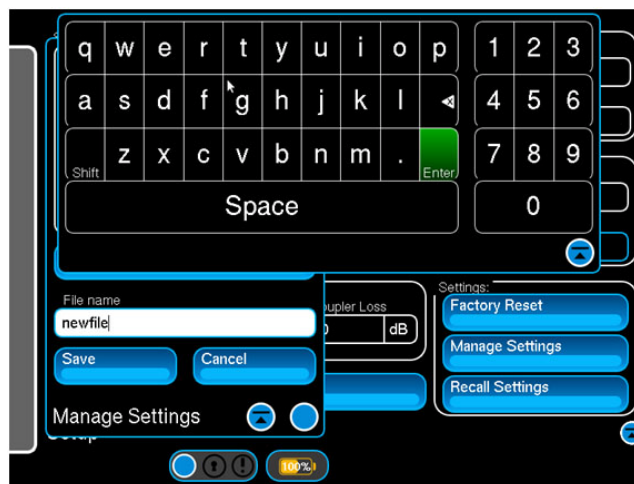 q w e r t y u i o p 1 2 3
a s d f g h j k l 4 5 6
Shift z x c v b n m . Enter 7 8 9
Space 0
File name
newfile
Save Cancel
Manage Settings
Loss
dB
Settings:
Factory Reset
Manage Settings
Recall Settings
100%